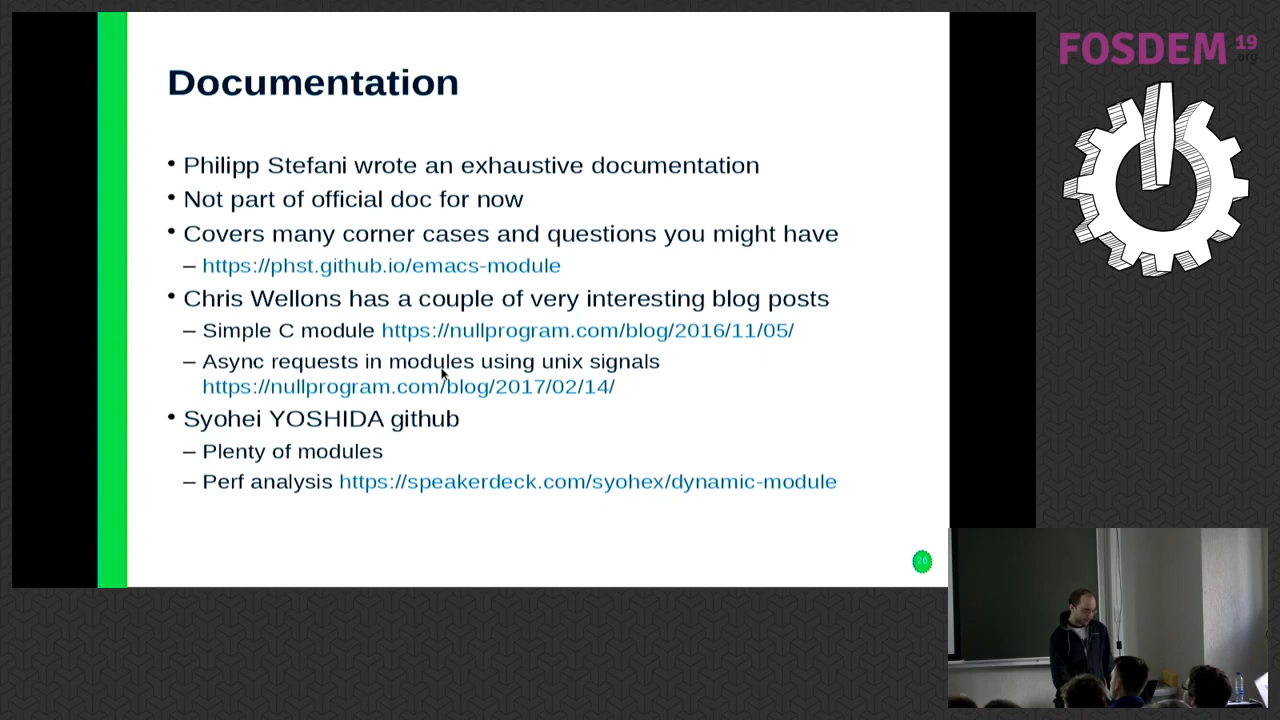 FOSDEM 19
.org
Documentation
• Philipp Stefani wrote an exhaustive documentation
• Not part of official doc for now
• Covers many corner cases and questions you might have
– https://phst.github.io/emacs-module
• Chris Wellons has a couple of very interesting blog posts
– Simple C module https://nullprogram.com/blog/2016/11/05/
– Async requests in modules using unix signals
https://nullprogram.com/blog/2017/02/14/
• Syohei YOSHIDA github
– Plenty of modules
– Perf analysis https://speakerdeck.com/syohex/dynamic-module
26